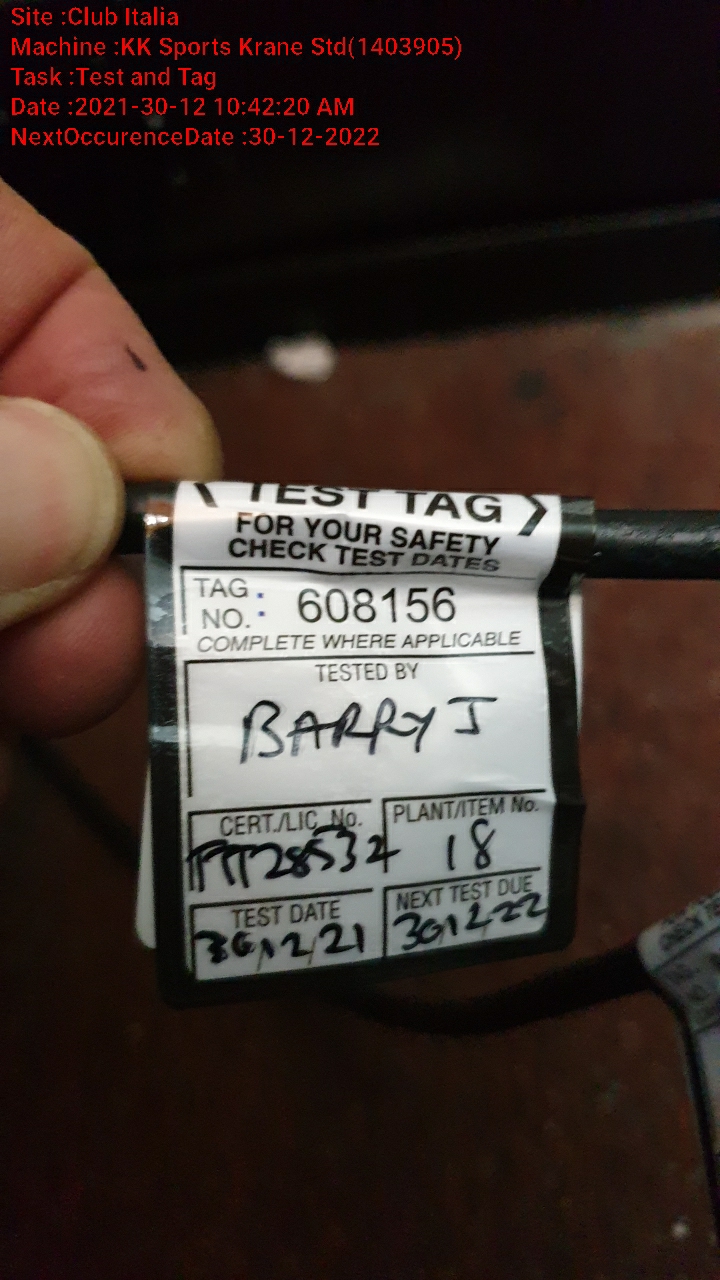 Site :Club Italia
Machine :KK Sports Krane Std(1403905)
Task :Test and Tag
Date :2021-30-12 10:42:20 AM
NextOccurenceDate :30-12-2022
TEST TAG
FOR YOUR SAFETY
CHECK TEST DATES
TAG
NO. : 608156
COMPLETE WHERE APPLICABLE
TESTED BY
BARRY J
CERT./LIC. No.
PLANT/ITEM No.
18
TEST DATE
NEXT TEST DUE
30/12/21
30/12/22